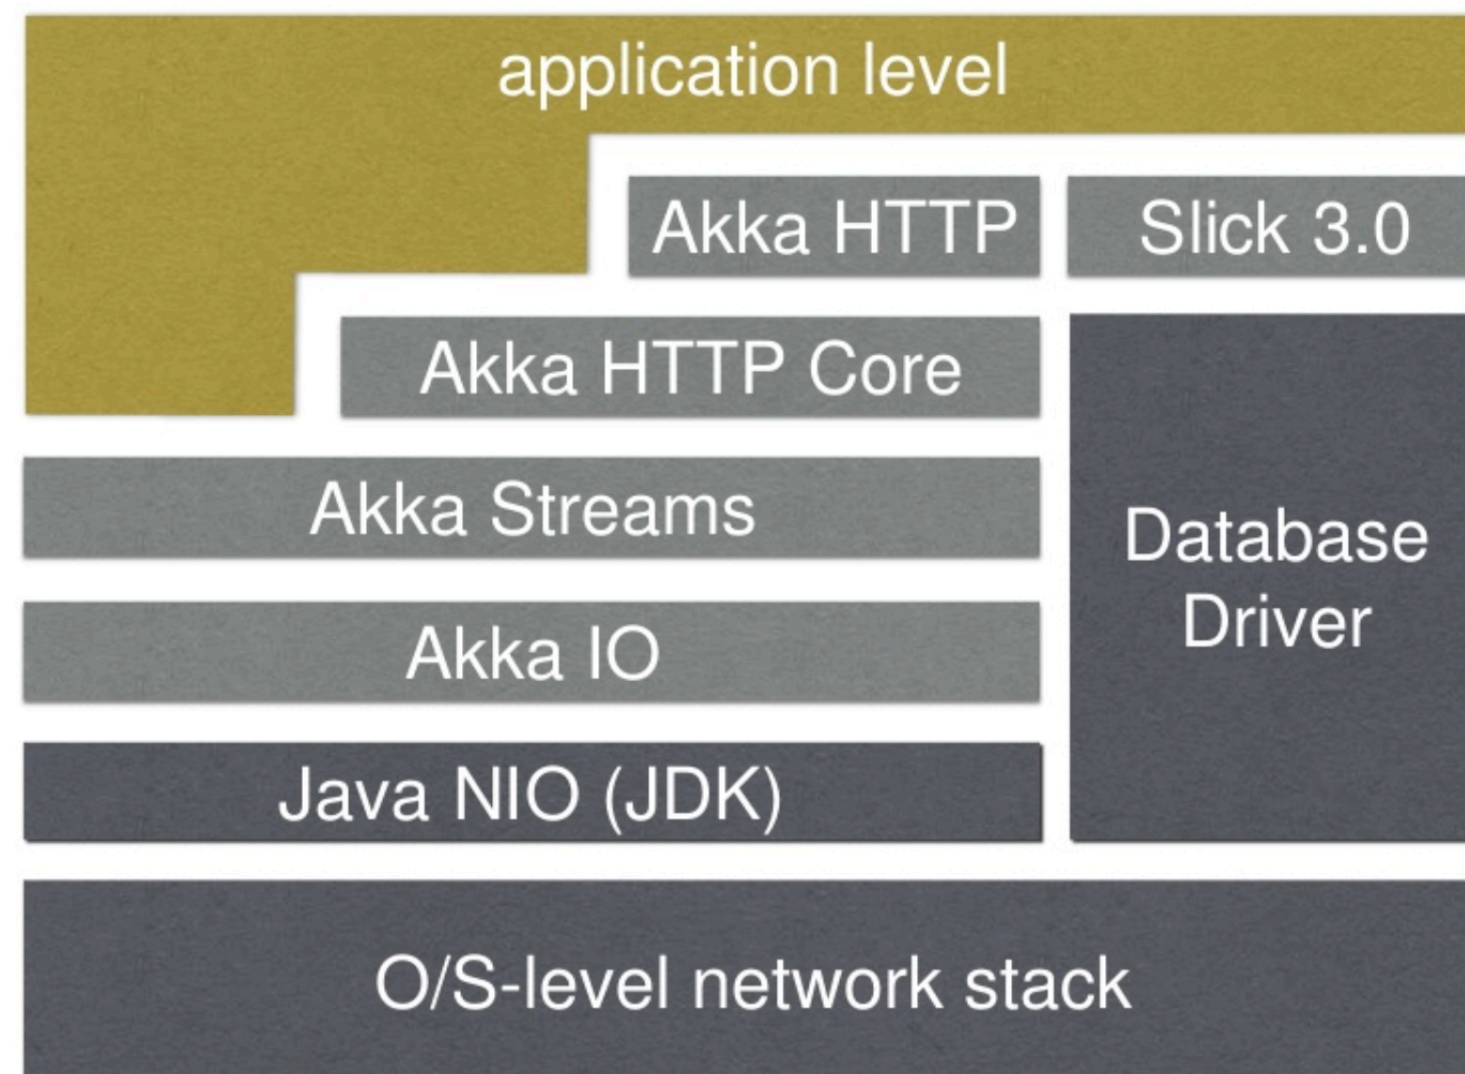 application level
Akka HTTP
Slick 3.0
Akka HTTP Core
Akka Streams
Database
Driver
Akka IO
Java NIO (JDK)
O/S-level network stack